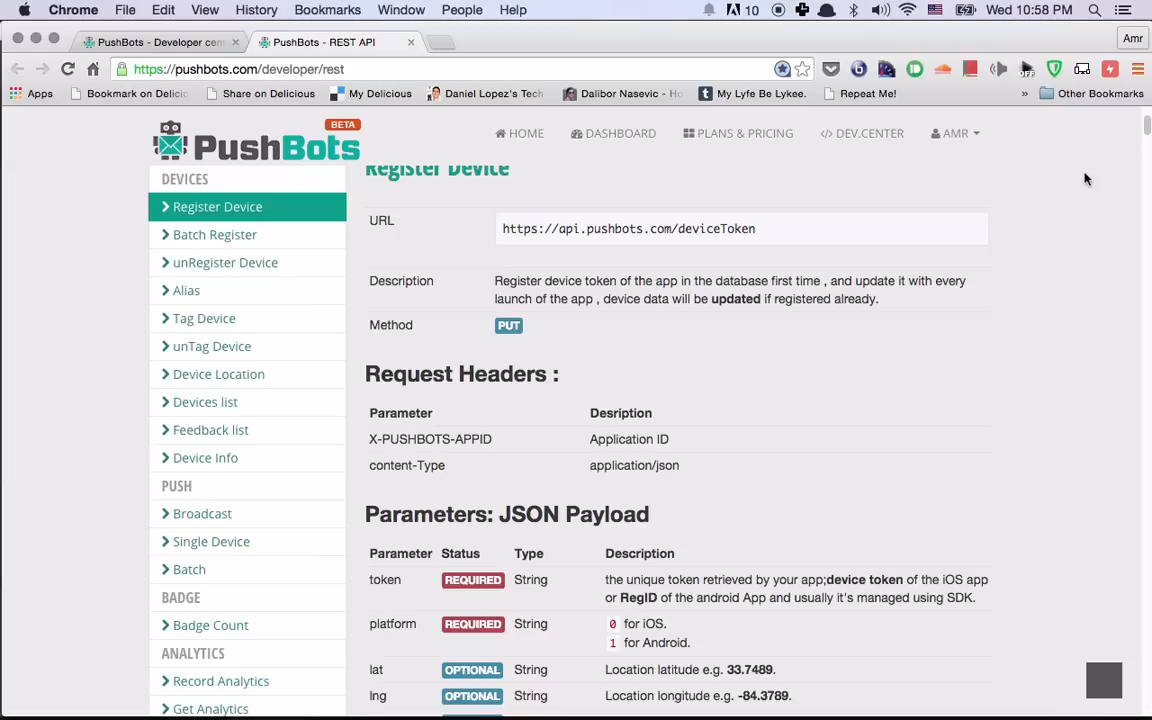 Chrome File Edit View History Bookmarks Window People Help 10 Wed 10:58 PM
PushBots - Developer cen PushBots - REST API Amr
https://pushbots.com/developer/rest
Apps Bookmark on Delicio Share on Delicious My Delicious Daniel Lopez's Tech Dalibor Nasevic - Ho My Lyfe Be Lykee. Repeat Me! » Other Bookmarks
BETA
PushBots
HOME DASHBOARD PLANS & PRICING </> DEV.CENTER AMR
DEVICES
Register Device
Batch Register
unRegister Device
Alias
Tag Device
unTag Device
Device Location
Devices list
Feedback list
Device Info
PUSH
Broadcast
Single Device
Batch
BADGE
Badge Count
ANALYTICS
Record Analytics
Get Analytics
Register Device
URL https://api.pushbots.com/deviceToken
Description Register device token of the app in the database first time , and update it with every
launch of the app , device data will be updated if registered already.
Method PUT
Request Headers :
Parameter Desription
X-PUSHBOTS-APPID Application ID
content-Type application/json
Parameters: JSON Payload
Parameter Status Type Description
token REQUIRED String the unique token retrieved by your app;device token of the iOS app
or RegID of the android App and usually it's managed using SDK.
platform REQUIRED String 0 for iOS.
1 for Android.
lat OPTIONAL String Location latitude e.g. 33.7489.
lng OPTIONAL String Location longitude e.g. -84.3789.